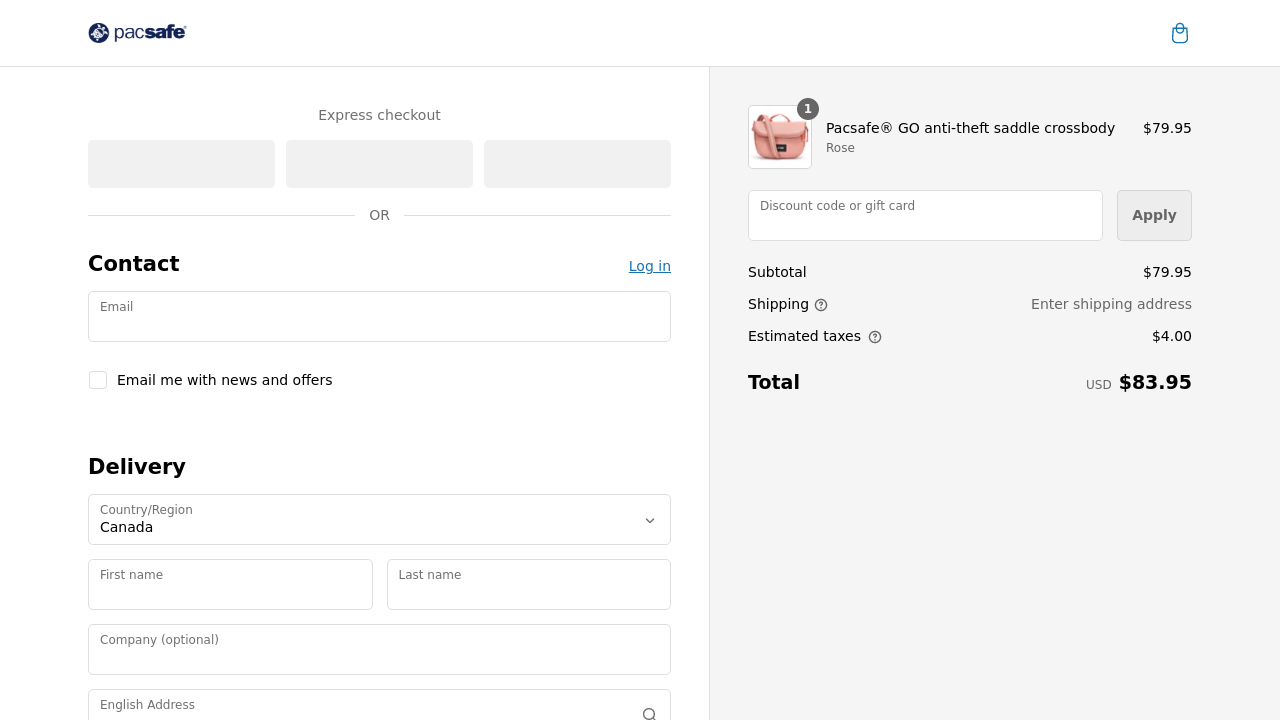 pacsafe®
Express checkout
OR
Contact
Log in
Email
Email me with news and offers
Delivery
Country/Region
Canada
First name
Last name
Company (optional)
English Address
1
Pacsafe® GO anti-theft saddle crossbody
$79.95
Rose
Discount code or gift card
Apply
Subtotal
$79.95
Shipping
Enter shipping address
Estimated taxes
$4.00
Total
USD $83.95